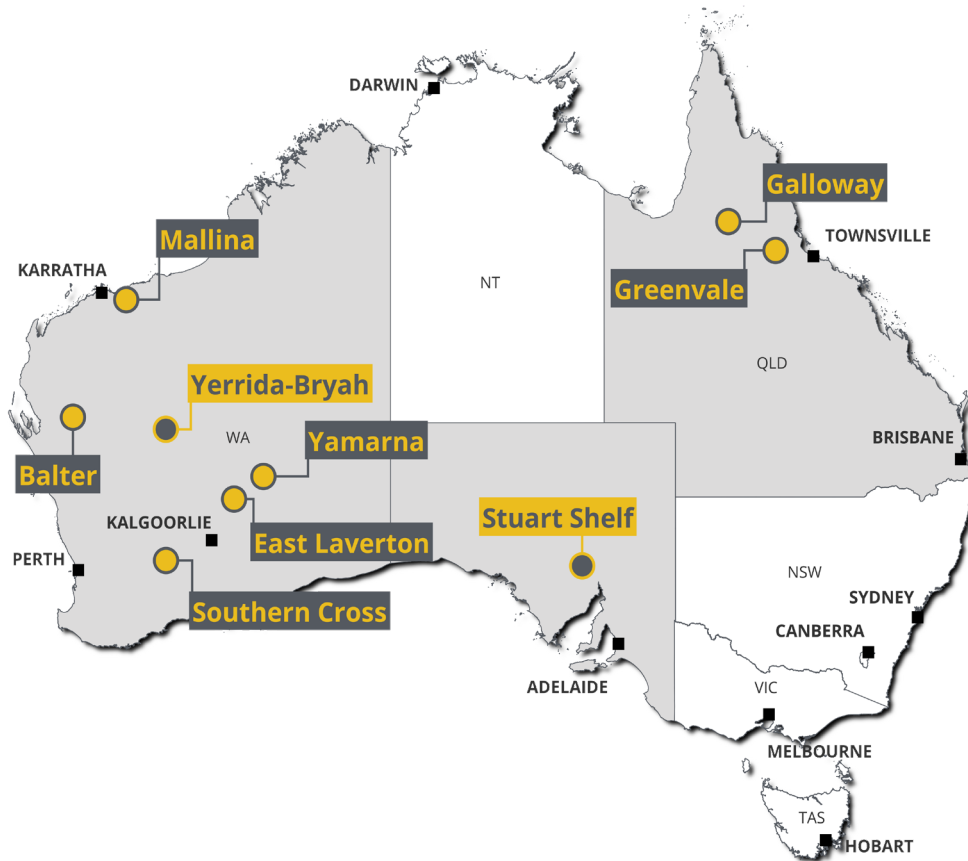 DARWIN
Galloway
Mallina
TOWNSVILLE
KARRATHA
NT
Greenvale
QLD
Yerrida-Bryah
WA
Yamarna
BRISBANE
Balter
Stuart Shelf
KALGOORLIE
East Laverton
PERTH
NSW
SYDNEY
Southern Cross
CANBERRA
ADELAIDE
VIC
MELBOURNE
TAS
HOBART